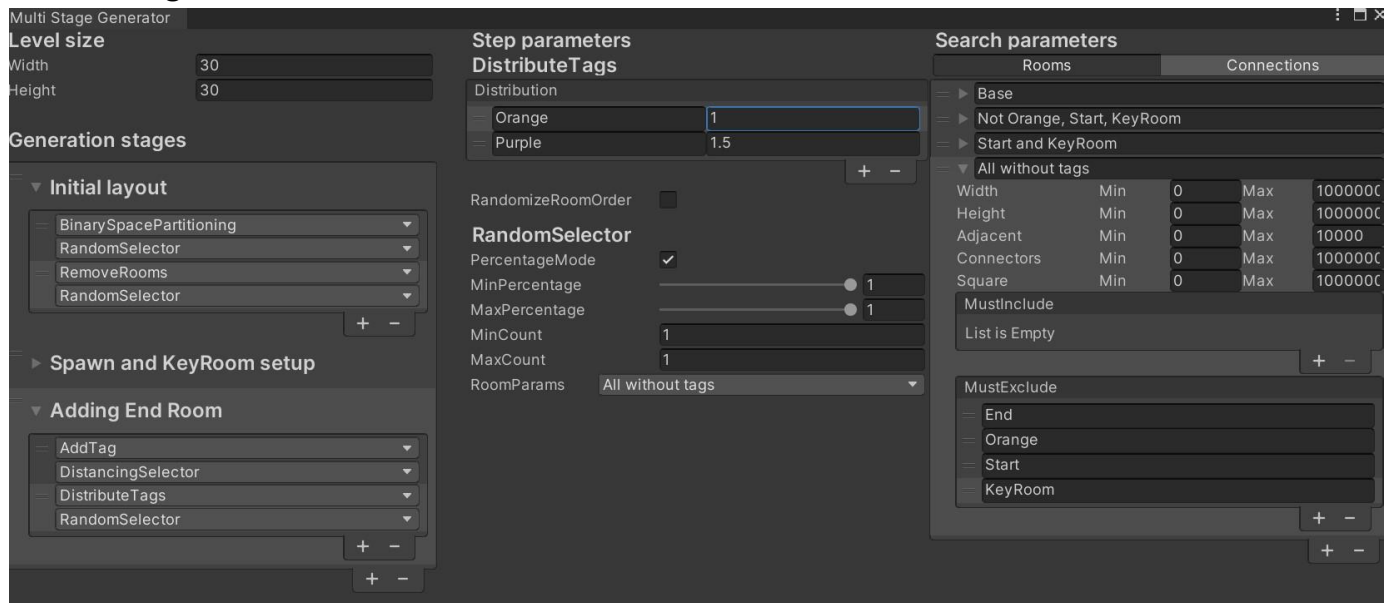 Multi Stage Generator
Level size
Width 30
Height 30
Generation stages
Initial layout
BinarySpacePartitioning
RandomSelector
RemoveRooms
RandomSelector
+ −
Spawn and KeyRoom setup
Adding End Room
AddTag
DistancingSelector
DistributeTags
RandomSelector
+ −
+ −
Step parameters
DistributeTags
Distribution
Orange 1
Purple 1.5
+ −
RandomizeRoomOrder
RandomSelector
PercentageMode
MinPercentage 1
MaxPercentage 1
MinCount 1
MaxCount 1
RoomParams All without tags
Search parameters
Rooms Connections
Base
Not Orange, Start, KeyRoom
Start and KeyRoom
All without tags
Width Min 0 Max 1000000
Height Min 0 Max 1000000
Adjacent Min 0 Max 10000
Connectors Min 0 Max 1000000
Square Min 0 Max 1000000
MustInclude
List is Empty
+ −
MustExclude
End
Orange
Start
KeyRoom
+ −
+ −